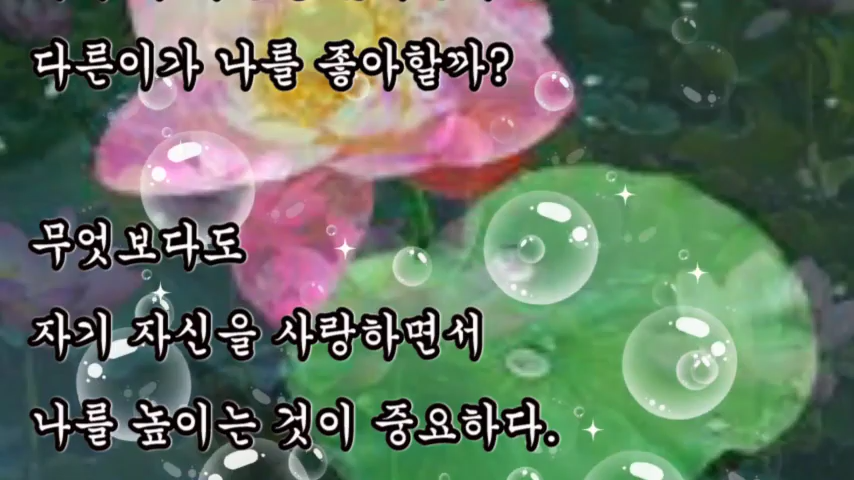 다른이가 나를 좋아할까?
무엇보다도
자기 자신을 사랑하면서
나를 높이는 것이 중요하다.